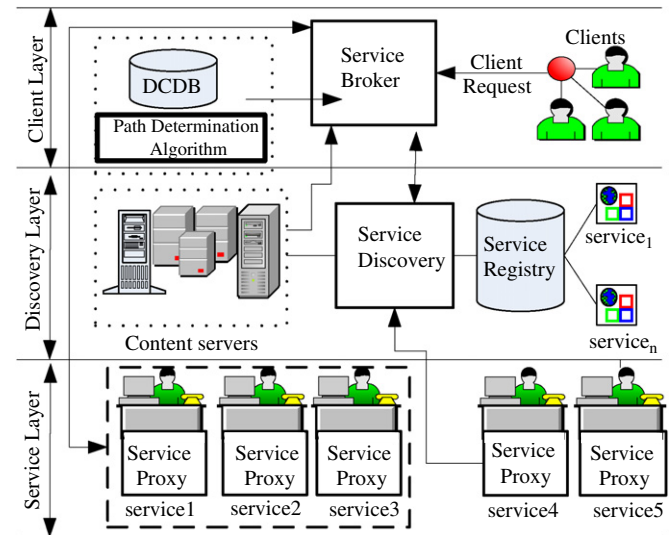 Client Layer
DCDB
Path Determination
Algorithm
Service
Broker
Client
Request
Clients
Discovery Layer
Content servers
Service
Discovery
Service
Registry
service1
servicen
Service Layer
Service
Proxy
service1
Service
Proxy
service2
Service
Proxy
service3
Service
Proxy
service4
Service
Proxy
service5